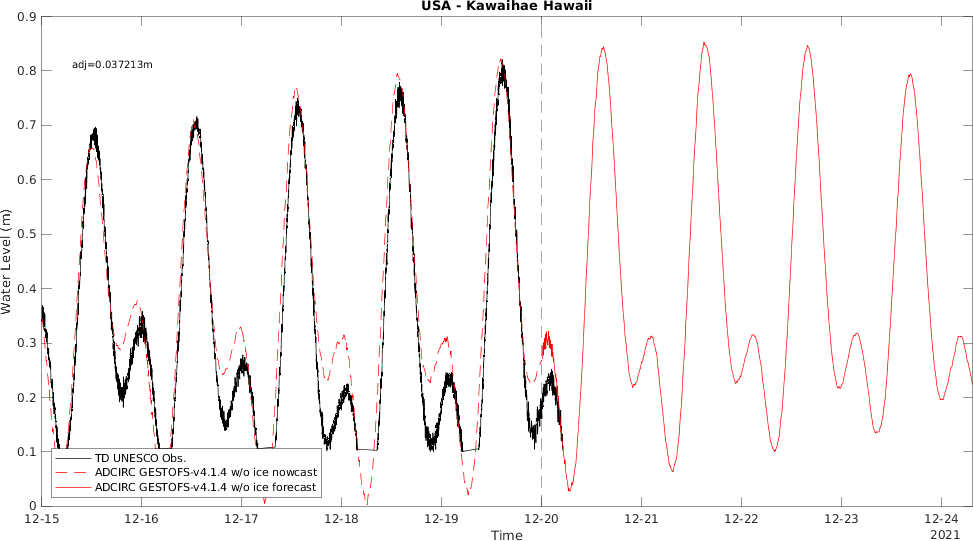 USA - Kawaihae Hawaii
0.9
adj=0.037213m
0.8
0.7
0.6
0.5
0.4
0.3
0.2
0.1
0
Water Level (m)
TD UNESCO Obs.
ADCIRC GESTOFS-v4.1.4 w/o ice nowcast
ADCIRC GESTOFS-v4.1.4 w/o ice forecast
12-15 12-16 12-17 12-18 12-19 12-20 12-21 12-22 12-23 12-24
Time
2021